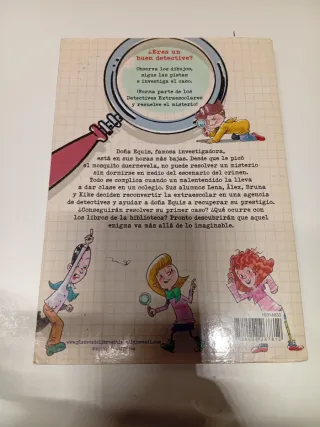 ¿Eres un
buen detective?
Observa los dibujos,
sigue las pistas
e investiga el caso.
¡Forma parte de los
Detectives Extraescolares
y resuelve el misterio!
Doña Equis, famosa investigadora,
está en sus horas más bajas. Desde que le picó
el mosquito duermevela, no puede resolver un misterio
sin dormirse en medio del escenario del crimen.
Todo se complica cuando un malentendido la lleva
a dar clase en un colegio. Sus alumnos Lena, Álex, Bruna
y Kike deciden reconvertir la extraescolar en una agencia
de detectives y ayudar a doña Equis a recuperar su prestigio.
¿Conseguirán resolver su primer caso? ¿Qué ocurre con
los libros de la biblioteca? Pronto descubrirán que aquel
enigma va más allá de lo imaginable.